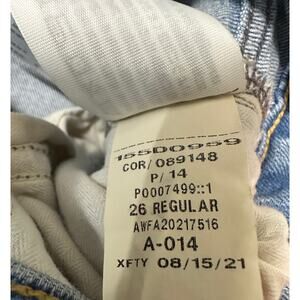 155D0959
COR/ 089148
P/ 14
P0007499::1
26 REGULAR
AWFA20217516
A-014
XFTY 08/15/21